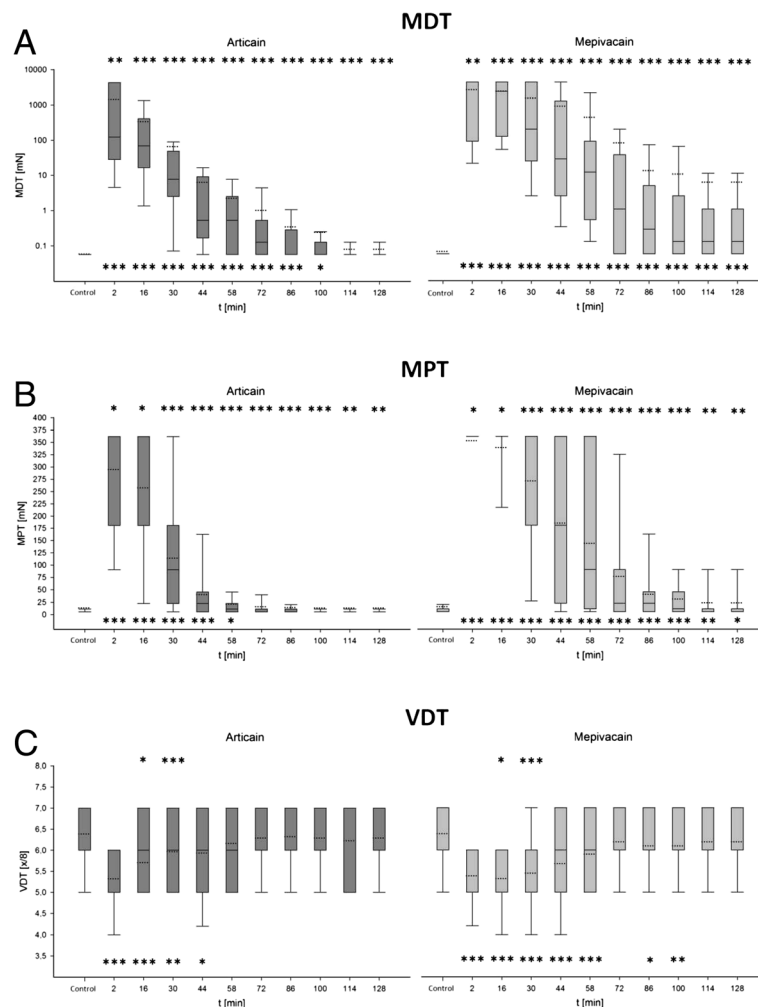 MDT
A
Articain
Mepivacain
** *** *** *** *** *** *** *** *** ***
** *** *** *** *** *** *** *** *** ***
10000
1000
100
10
1
0.1
MDT [mN]
*** *** *** *** *** *** *** *
*** *** *** *** *** *** *** *** *** ***
Control 2 16 30 44 58 72 86 100 114 128
Control 2 16 30 44 58 72 86 100 114 128
t [min]
t [min]
MPT
B
Articain
Mepivacain
* * *** *** *** *** *** *** ** **
* * *** *** *** *** *** *** ** **
400
375
350
325
300
275
250
225
200
175
150
125
100
75
50
25
0
MPT [mN]
*** *** *** *** *
*** *** *** *** *** *** *** *** ** *
Control 2 16 30 44 58 72 86 100 114 128
Control 2 16 30 44 58 72 86 100 114 128
t [min]
t [min]
VDT
C
Articain
Mepivacain
* ***
* ***
8.0
7.5
7.0
6.5
6.0
5.5
5.0
4.5
4.0
3.5
VDT [x/8]
*** *** ** *
*** *** *** *** *** * **
Control 2 16 30 44 58 72 86 100 114 128
Control 2 16 30 44 58 72 86 100 114 128
t [min]
t [min]